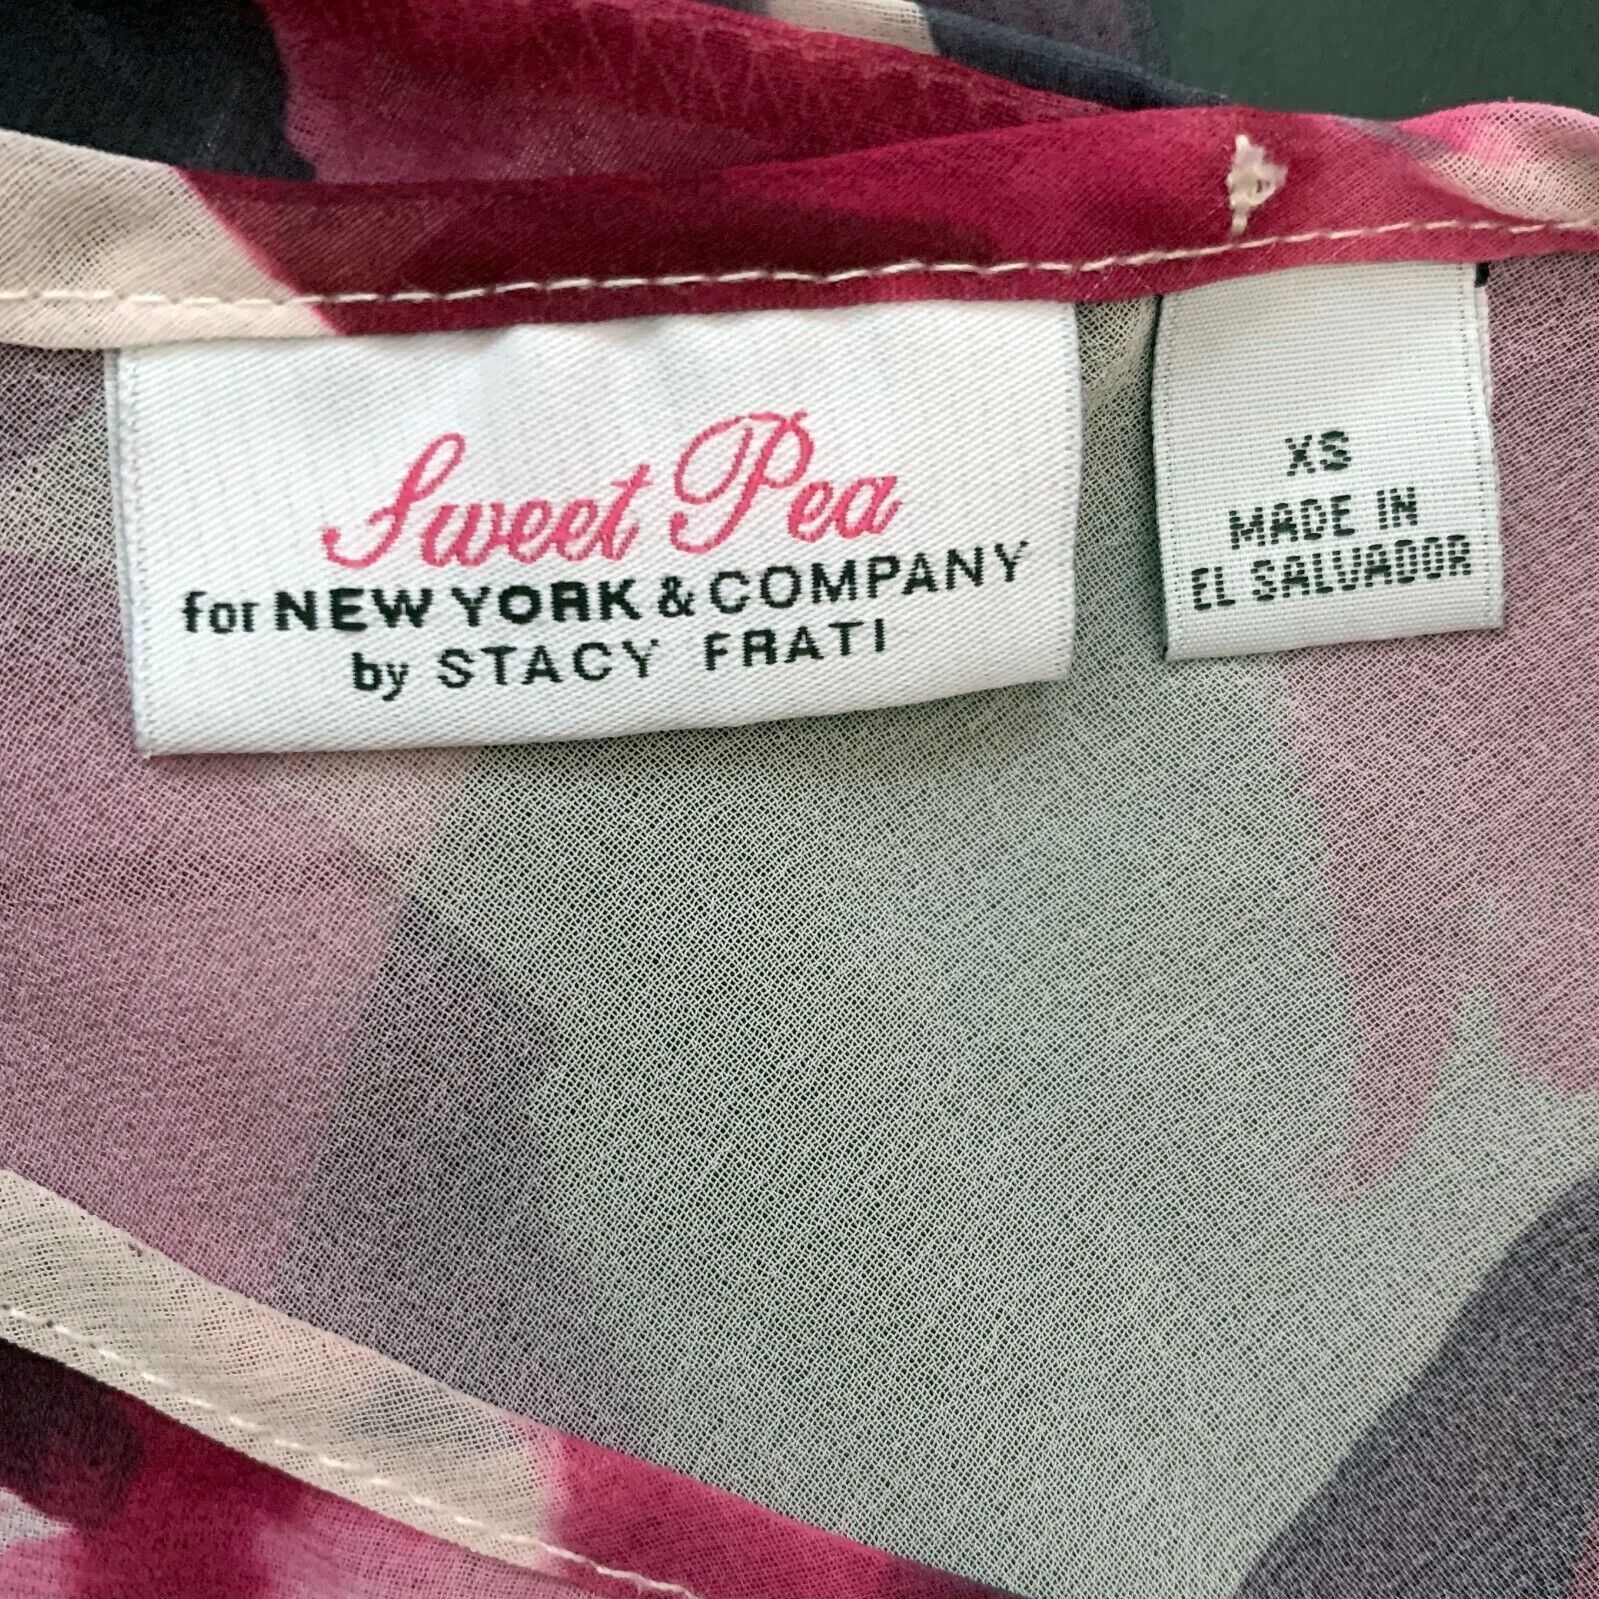 Sweet Pea
for NEW YORK & COMPANY
by STACY FRATI
XS
MADE IN
EL SALVADOR